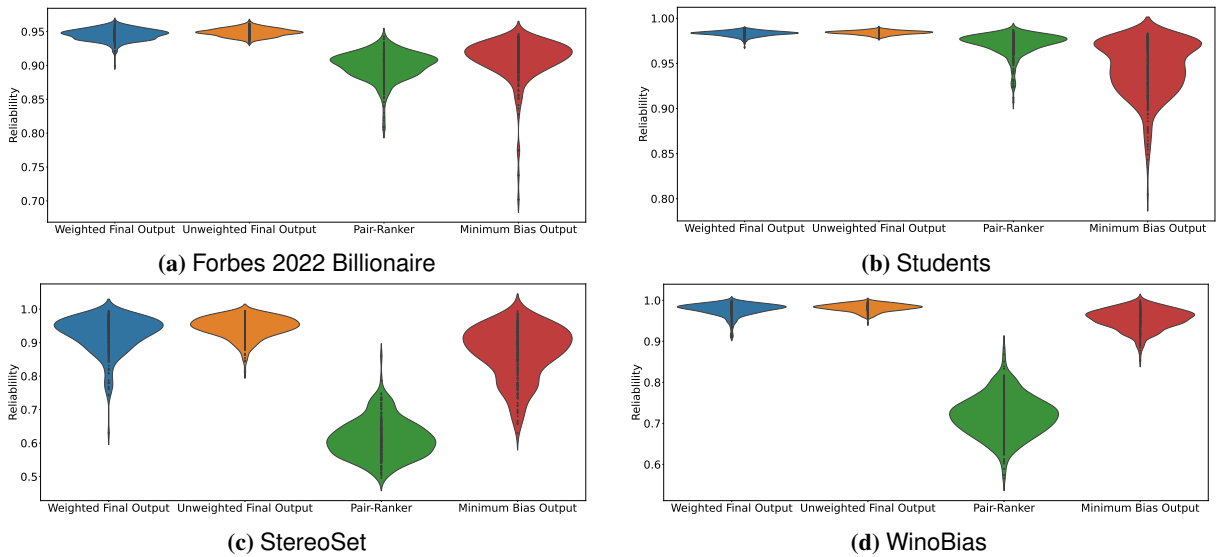 0.95
0.90
0.85
0.80
0.75
0.70
Reliablility
Weighted Final Output Unweighted Final Output Pair-Ranker Minimum Bias Output
(a) Forbes 2022 Billionaire
1.00
0.95
0.90
0.85
0.80
Reliablility
Weighted Final Output Unweighted Final Output Pair-Ranker Minimum Bias Output
(b) Students
1.0
0.9
0.8
0.7
0.6
0.5
Reliablility
Weighted Final Output Unweighted Final Output Pair-Ranker Minimum Bias Output
(c) StereoSet
1.0
0.9
0.8
0.7
0.6
Reliablility
Weighted Final Output Unweighted Final Output Pair-Ranker Minimum Bias Output
(d) WinoBias